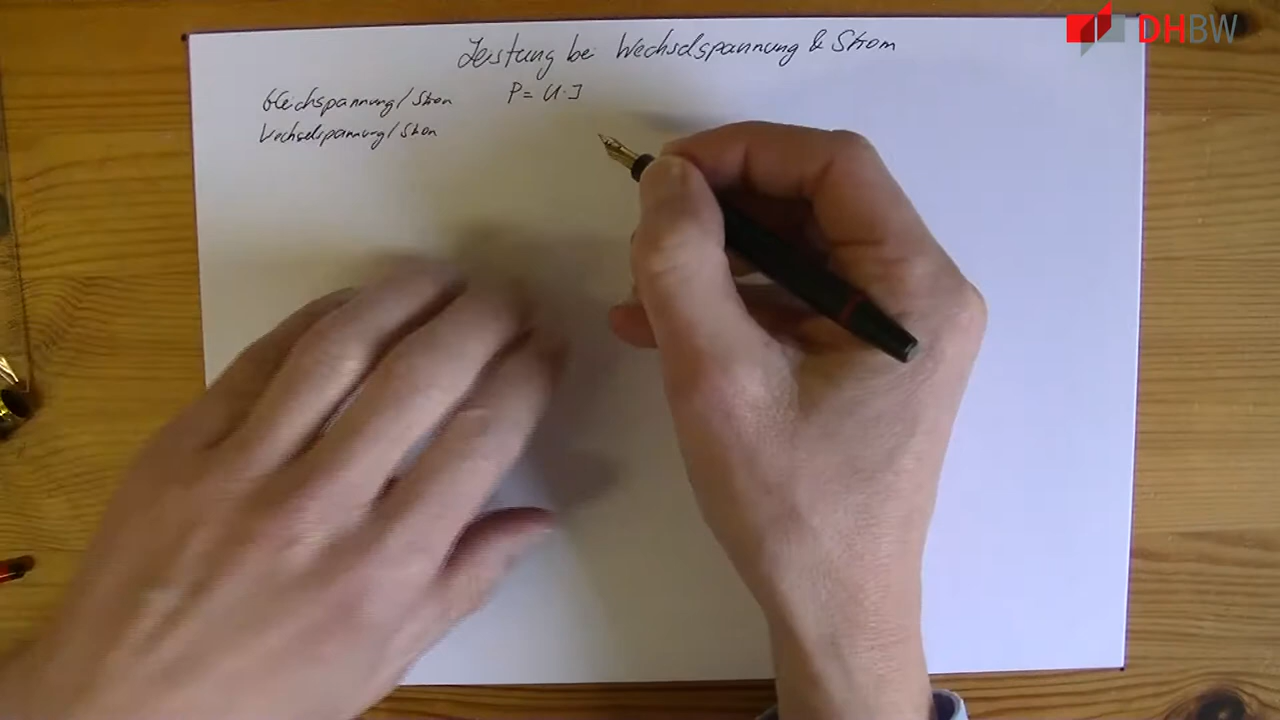 DHBW
Leistung bei Wechselspannung & Strom
Gleichspannung / Strom P = U · I
Wechselspannung / Strom